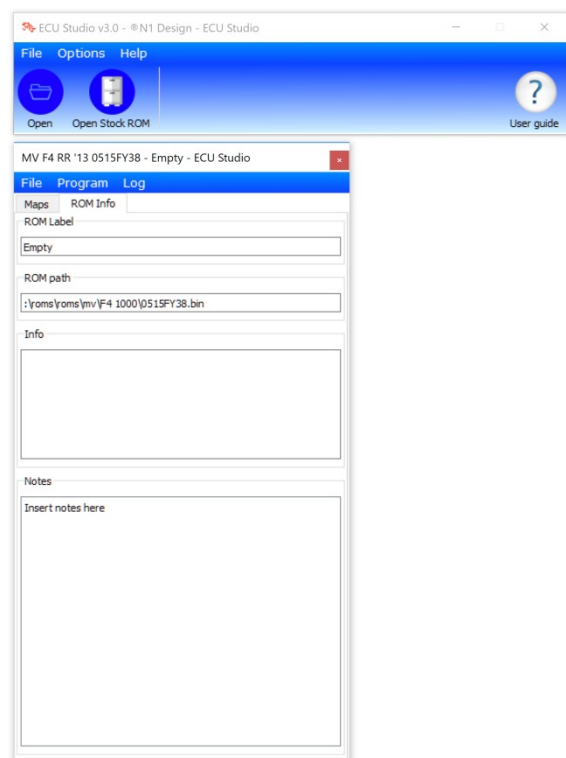 ECU Studio v3.0 - ®N1 Design - ECU Studio
File Options Help
Open Open Stock ROM User guide
MV F4 RR '13 0515FY38 - Empty - ECU Studio
File Program Log
Maps ROM Info
ROM Label
Empty
ROM path
:\roms\roms\mv\F4 1000\0515FY38.bin
Info
Notes
Insert notes here